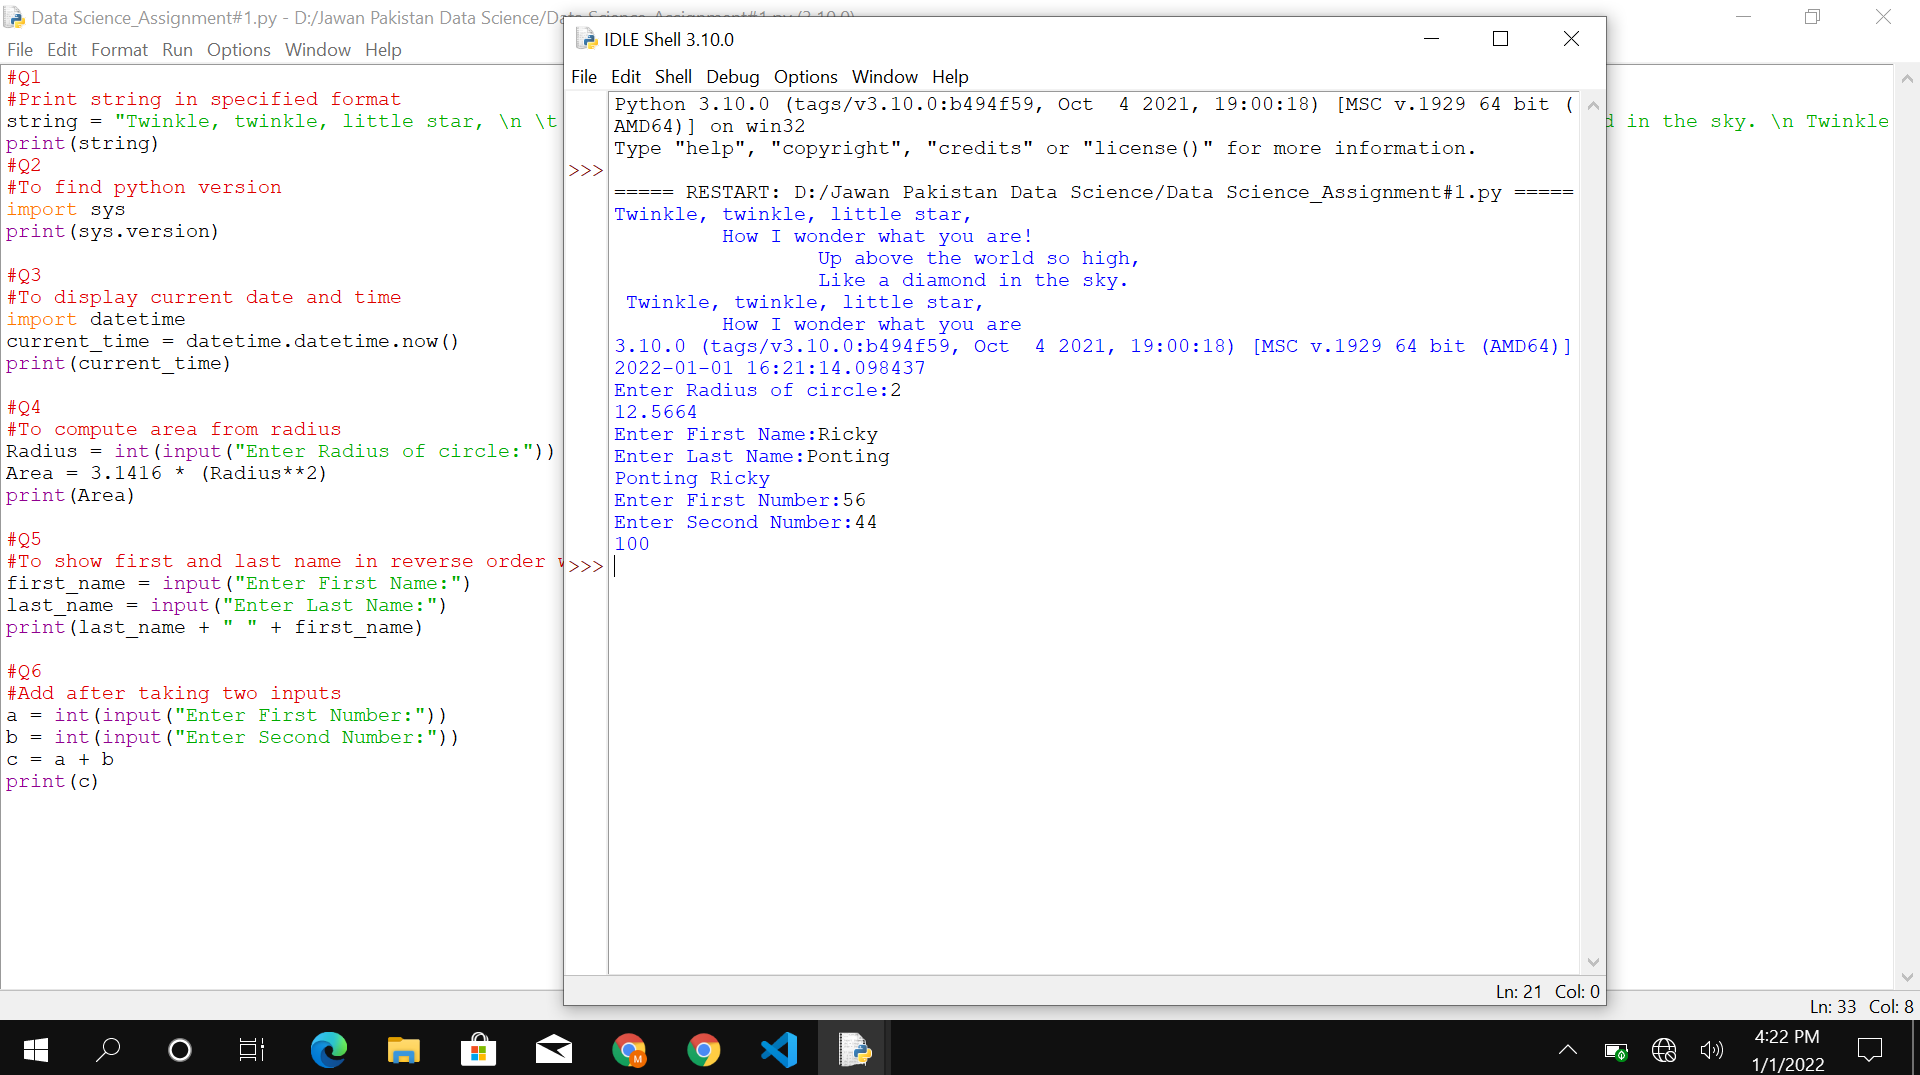 Data Science_Assignment#1.py - D:/Jawan Pakistan Data Science/Data Science_Assignment#1.py (3.10.0)
File Edit Format Run Options Window Help
#Q1
#Print string in specified format
string = "Twinkle, twinkle, little star, \n \t
d in the sky. \n Twinkle
print(string)
#Q2
#To find python version
import sys
print(sys.version)
#Q3
#To display current date and time
import datetime
current_time = datetime.datetime.now()
print(current_time)
#Q4
#To compute area from radius
Radius = int(input("Enter Radius of circle:"))
Area = 3.1416 * (Radius**2)
print(Area)
#Q5
#To show first and last name in reverse order
first_name = input("Enter First Name:")
last_name = input("Enter Last Name:")
print(last_name + " " + first_name)
#Q6
#Add after taking two inputs
a = int(input("Enter First Number:"))
b = int(input("Enter Second Number:"))
c = a + b
print(c)
IDLE Shell 3.10.0
File Edit Shell Debug Options Window Help
Python 3.10.0 (tags/v3.10.0:b494f59, Oct  4 2021, 19:00:18) [MSC v.1929 64 bit (
AMD64)] on win32
Type "help", "copyright", "credits" or "license()" for more information.
>>>
===== RESTART: D:/Jawan Pakistan Data Science/Data Science_Assignment#1.py =====
Twinkle, twinkle, little star,
How I wonder what you are!
Up above the world so high,
Like a diamond in the sky.
Twinkle, twinkle, little star,
How I wonder what you are
3.10.0 (tags/v3.10.0:b494f59, Oct  4 2021, 19:00:18) [MSC v.1929 64 bit (AMD64)]
2022-01-01 16:21:14.098437
Enter Radius of circle:2
12.5664
Enter First Name:Ricky
Enter Last Name:Ponting
Ponting Ricky
Enter First Number:56
Enter Second Number:44
100
>>>
Ln: 21 Col: 0
Ln: 33 Col: 8
M
4:22 PM
1/1/2022